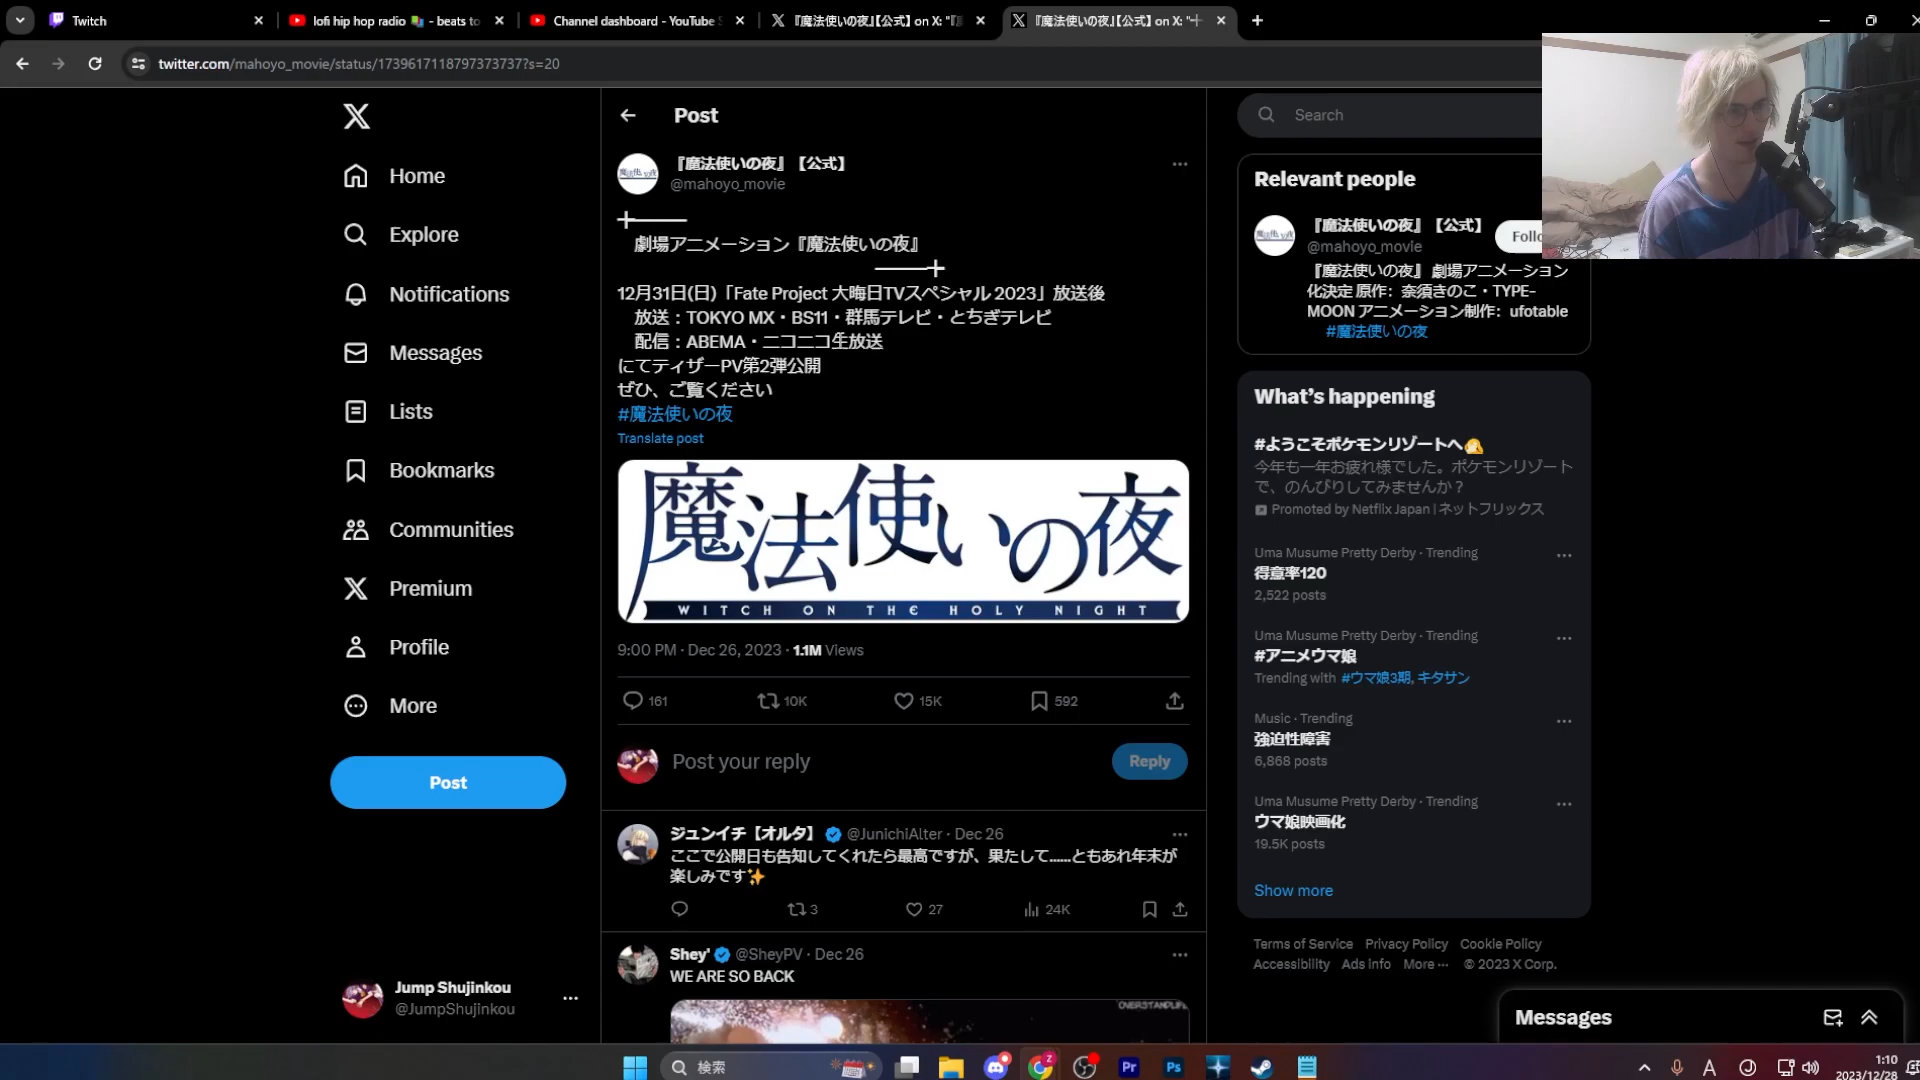 Twitch
lofi hip hop radio 📚 - beats to
Channel dashboard - YouTube S
『魔法使いの夜』【公式】 on X: "『
『魔法使いの夜』【公式】 on X: "
twitter.com/mahoyo_movie/status/1739617118797373737?s=20
Home
Explore
Notifications
Messages
Lists
Bookmarks
Communities
Premium
Profile
More
Post
Jump Shujinkou
@JumpShujinkou
Post
『魔法使いの夜』【公式】
@mahoyo_movie
劇場アニメーション『魔法使いの夜』
12月31日(日)「Fate Project 大晦日TVスペシャル 2023」放送後
放送：TOKYO MX・BS11・群馬テレビ・とちぎテレビ
配信：ABEMA・ニコニコ生放送
にてティザーPV第2弾公開
ぜひ、ご覧ください
#魔法使いの夜
Translate post
魔法使いの夜
WITCH ON THE HOLY NIGHT
9:00 PM · Dec 26, 2023 · 1.1M Views
161 10K 15K 592
Post your reply
Reply
ジュンイチ【オルタ】 @JunichiAlter · Dec 26
ここで公開日も告知してくれたら最高ですが、果たして……ともあれ年末が
楽しみです✨
3 27 24K
Shey' @SheyPV · Dec 26
WE ARE SO BACK
Search
Relevant people
『魔法使いの夜』【公式】
Follo
@mahoyo_movie
『魔法使いの夜』 劇場アニメーション
化決定 原作：奈須きのこ・TYPE-
MOON アニメーション制作：ufotable
#魔法使いの夜
What's happening
#ようこそポケモンリゾートへ
今年も一年お疲れ様でした。ポケモンリゾート
で、のんびりしてみませんか？
Promoted by Netflix Japan | ネットフリックス
Uma Musume Pretty Derby · Trending
得意率120
2,522 posts
Uma Musume Pretty Derby · Trending
#アニメウマ娘
Trending with #ウマ娘3期, キタサン
Music · Trending
強迫性障害
6,868 posts
Uma Musume Pretty Derby · Trending
ウマ娘映画化
19.5K posts
Show more
Terms of Service Privacy Policy Cookie Policy
Accessibility Ads info More ··· © 2023 X Corp.
Messages
検索
Pr
Ps
A
1:10
2023/12/28